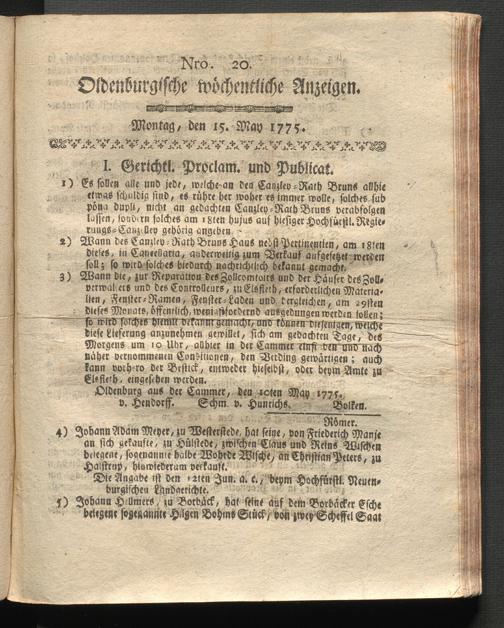 Nro. 20.
Oldenburgische wöchentliche Anzeigen.
Montag, den 15. May 1775.
I. Gerichtl. Proclam. und Publicat.
1) Es sollen alle und jede, welche an den Canzley-Rath Bruns allhie
etwas schuldig sind, es rühre her woher es immer wolle, solches sub
pöna dupli, nicht an gedachten Canzley-Rath Bruns verabfolgen
lassen, sondern solches am 18ten hujus auf hiesiger Hochfürstl. Regie-
rungs-Canzley gehörig angeben.
2) Wann des Canzley-Rath Bruns Haus nebst Pertinentien, am 18ten
dieses, in Cancellaria, anderweitig zum Verkauf aufgesetzet werden
soll; so wird solches hiedurch nachrichtlich bekannt gemacht.
3) Wann die, zur Reparation des Zollcomtoirs und der Häuser des Zoll-
verwalters und des Controlleurs, zu Elsfleth, erforderlichen Materia-
lien, Fenster-Ramen, Fenster-Laden und dergleichen, am 29sten
dieses Monats, öffentlich, wenigstfordernd ausgedungen werden sollen;
so wird solches hiemit bekannt gemacht, und können diejenigen, welche
diese Lieferung anzunehmen gewillet, sich am gedachten Tage, des
Morgens um 10 Uhr, allhier in der Cammer einfinden und nach
näher vernommenen Conditionen, den Verding gewärtigen; auch
kann vorhero der Bestick, entweder hieselbst, oder beym Amte zu
Elsfleth, eingesehen werden.
Oldenburg aus der Cammer, den 10ten May 1775.
v. Hendorff. Schm. v. Hunrichs. Bolken.
Römer.
4) Johann Adam Meyer, zu Westerstede, hat seine, von Friederich Manse
an sich gekaufte, zu Hüllstede, zwischen Claus und Reins Wischen
belegene, sogenannte halbe Wohrde Wische, an Christian Peters, zu
Halstrup, hinwiederum verkauft.
Die Angabe ist den 12ten Jun. a. c., beym Hochfürstl. Neuen-
burgischen Landgerichte.
5) Johann Hillmers, zu Borbäck, hat seine auf dem Borbäcker Esche
belegene sogenannte Hilgen Bohms Stück, von zwey Scheffel Saat